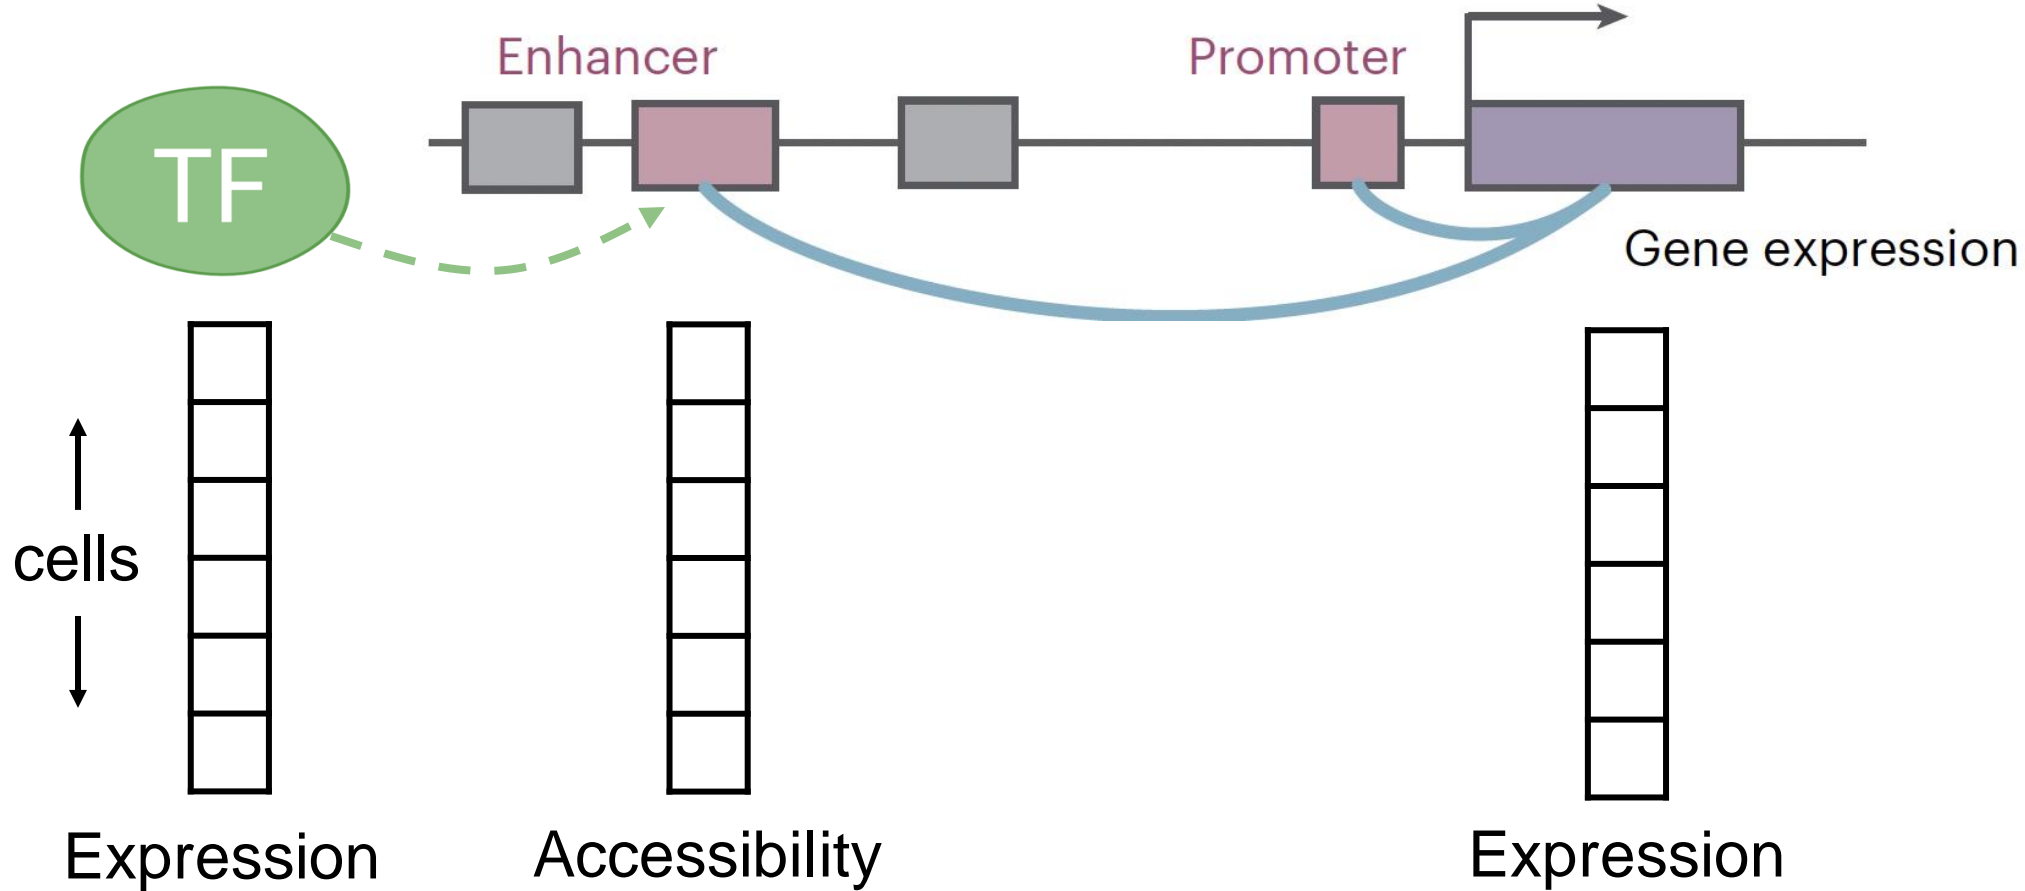 Enhancer
Promoter
TF
Gene expression
cells
Expression
Accessibility
Expression